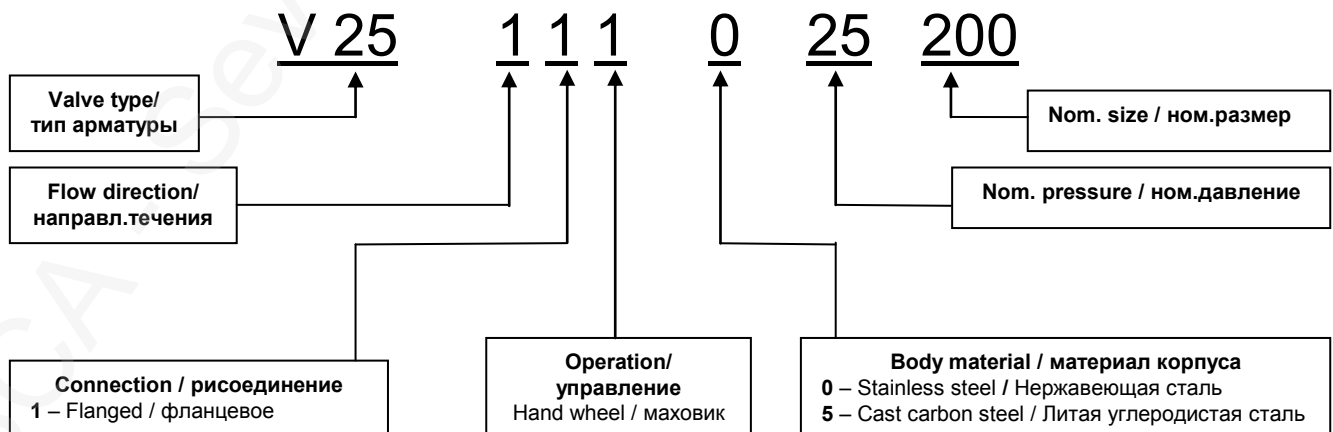 V 25 1 1 1 0 25 200
Valve type/
тип арматуры
Nom. size / ном.размер
Flow direction/
направл.течения
Nom. pressure / ном.давление
Connection / рисоединение
1 – Flanged / фланцевое
Operation/
управление
Hand wheel / маховик
Body material / материал корпуса
0 – Stainless steel / Нержавеющая сталь
5 – Cast carbon steel / Литая углеродистая сталь